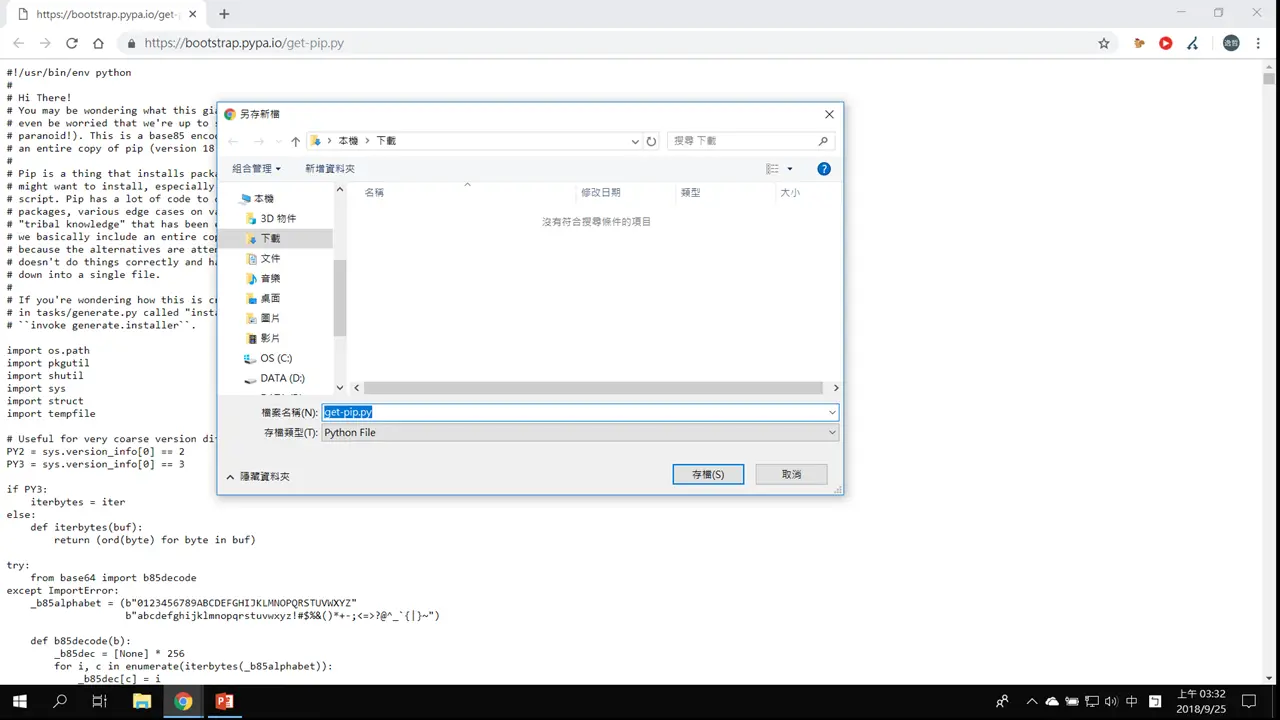 https://bootstrap.pypa.io/get-
https://bootstrap.pypa.io/get-pip.py
逸哲
#!/usr/bin/env python
#
# Hi There!
# You may be wondering what this gia
# even be worried that we're up to s
# paranoid!). This is a base85 enco
# an entire copy of pip (version 18
#
# Pip is a thing that installs pack
# might want to install, especially
# script. Pip has a lot of code to d
# packages, various edge cases on va
# "tribal knowledge" that has been e
# we basically include an entire cop
# because the alternatives are atte
# doesn't do things correctly and ha
# down into a single file.
#
# If you're wondering how this is cr
# in tasks/generate.py called "insta
# ``invoke generate.installer``.
import os.path
import pkgutil
import shutil
import sys
import struct
import tempfile
# Useful for very coarse version di
PY2 = sys.version_info[0] == 2
PY3 = sys.version_info[0] == 3
if PY3:
    iterbytes = iter
else:
    def iterbytes(buf):
        return (ord(byte) for byte in buf)
try:
    from base64 import b85decode
except ImportError:
    _b85alphabet = (b"0123456789ABCDEFGHIJKLMNOPQRSTUVWXYZ"
                    b"abcdefghijklmnopqrstuvwxyz!#$%&()*+-;<=>?@^_`{|}~")
    def b85decode(b):
        _b85dec = [None] * 256
        for i, c in enumerate(iterbytes(_b85alphabet)):
            _b85dec[c] = i
另存新檔
本機 > 下載
搜尋 下載
組合管理 新增資料夾
名稱 修改日期 類型 大小
沒有符合搜尋條件的項目
本機
3D 物件
下載
文件
音樂
桌面
圖片
影片
OS (C:)
DATA (D:)
檔案名稱(N): get-pip.py
存檔類型(T): Python File
隱藏資料夾
存檔(S) 取消
中
上午 03:32
2018/9/25